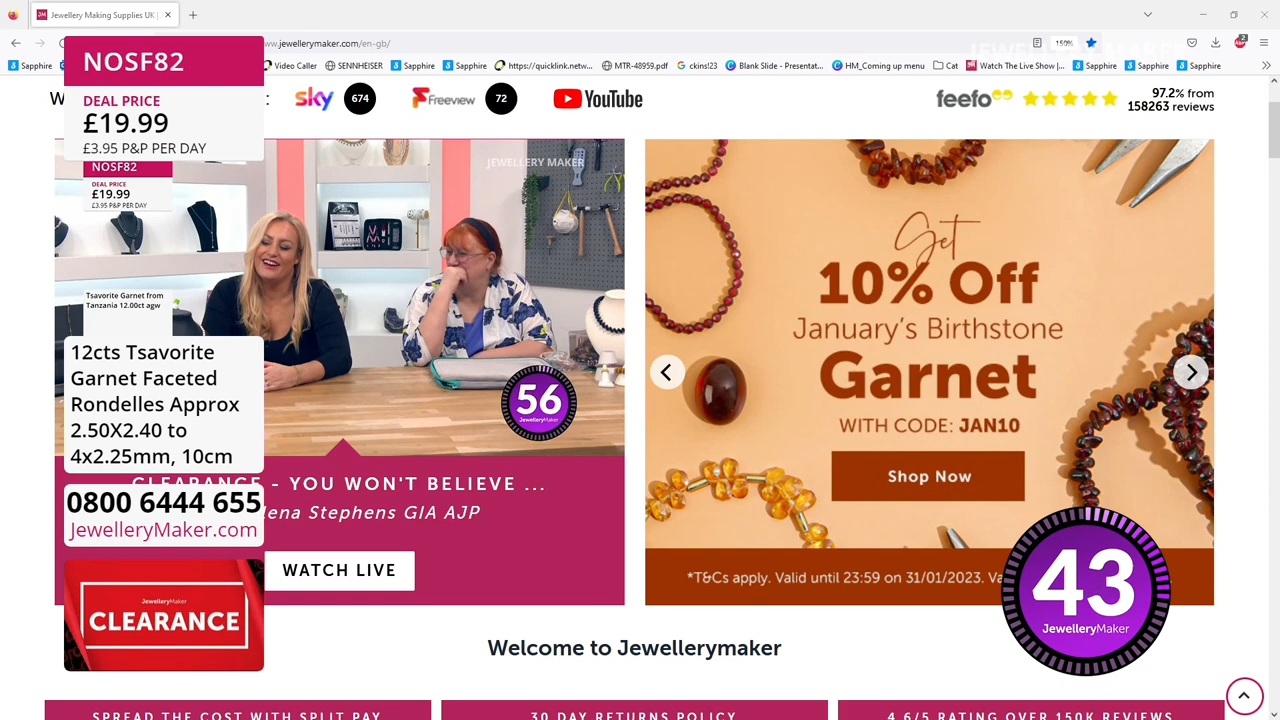 Jewellery Making Supplies UK |
w.jewellerymaker.com/en-gb/
150%
2
Sapphire
Video Caller
SENNHEISER
Sapphire
Sapphire
https://quicklink.netw...
MTR-48959.pdf
ckins!23
Blank Slide - Presentat...
HM_Coming up menu
Cat
Watch The Live Show |...
Sapphire
Sapphire
Sapphire
JEWELLERY MAKER
NOSF82
DEAL PRICE
£19.99
£3.95 P&P PER DAY
sky 674
Freeview 72
YouTube
feefo
97.2% from
158263 reviews
JEWELLERY MAKER
NOSF82
DEAL PRICE
£19.99
£3.95 P&P PER DAY
Tsavorite Garnet from
Tanzania 12.00ct agw
12cts Tsavorite
Garnet Faceted
Rondelles Approx
2.50X2.40 to
4x2.25mm, 10cm
56
JewelleryMaker
CLEARANCE - YOU WON'T BELIEVE ...
lena Stephens GIA AJP
0800 6444 655
JewelleryMaker.com
WATCH LIVE
JewelleryMaker
CLEARANCE
Get
10% Off
January's Birthstone
Garnet
WITH CODE: JAN10
Shop Now
*T&Cs apply. Valid until 23:59 on 31/01/2023.
43
JewelleryMaker
Welcome to Jewellerymaker
SPREAD THE COST WITH SPLIT PAY
30 DAY RETURNS POLICY
4.6/5 RATING OVER 150K REVIEWS